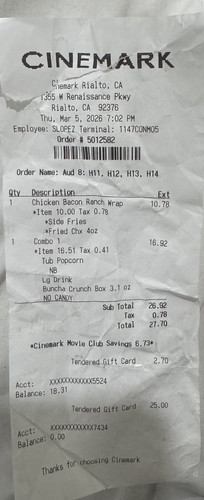 CINEMARK
Cinemark Rialto, CA
1355 W Renaissance Pkwy
Rialto, CA 92376
Thu, Mar 5, 2026 7:02 PM
Employee: SLOPEZ Terminal: 1147CONM05
Order # 5012582
Order Name: Aud 8: H11, H12, H13, H14
Qty Description Ext
1 Chicken Bacon Ranch Wrap 10.78
*Item 10.00 Tax 0.78
*Side Fries
*Fried Chx 4oz
1 Combo 1 16.92
*Item 16.51 Tax 0.41
Tub Popcorn
NB
Lg Drink
Buncha Crunch Box 3.1 oz
NO CANDY
Sub Total 26.92
Tax 0.78
Total 27.70
*Cinemark Movie Club Savings 6.73*
Tendered Gift Card 2.70
Acct: XXXXXXXXXXXX5524
Balance: 18.31
Tendered Gift Card 25.00
Acct: XXXXXXXXXXXX7434
Balance: 0.00
Thanks for choosing Cinemark